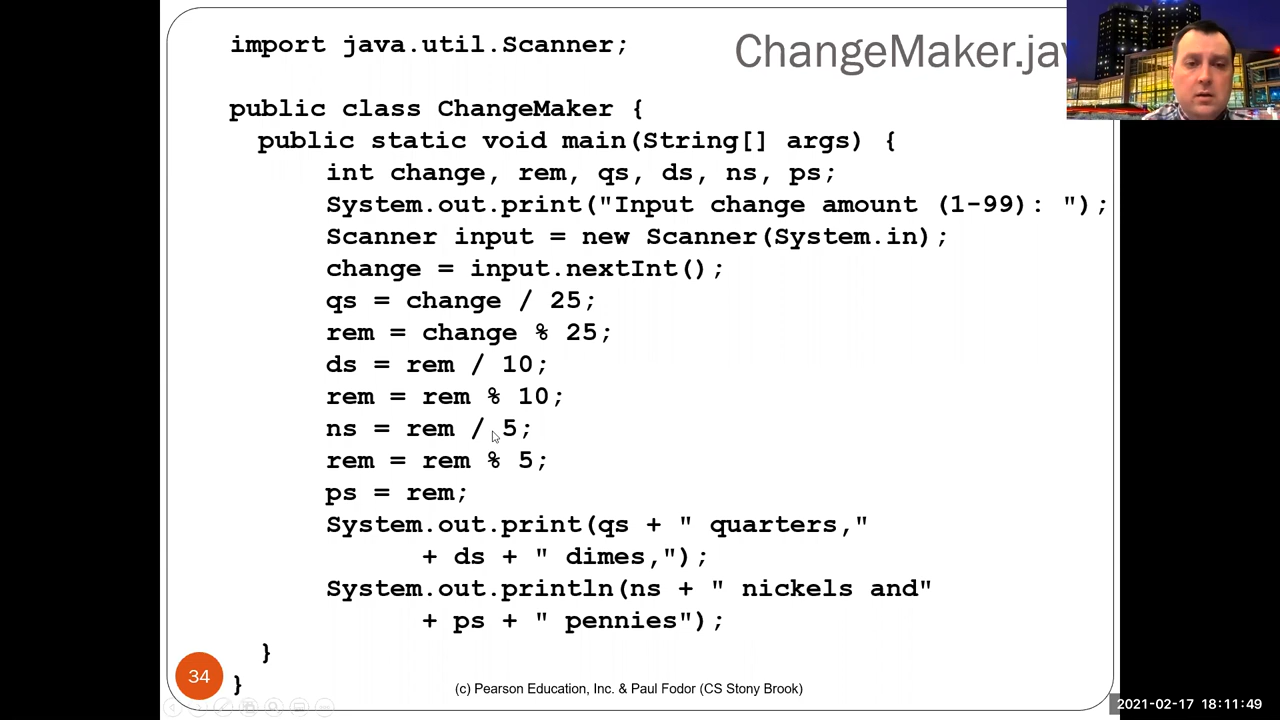 import java.util.Scanner;
ChangeMaker.jav
public class ChangeMaker {
public static void main(String[] args) {
int change, rem, qs, ds, ns, ps;
System.out.print("Input change amount (1-99): ");
Scanner input = new Scanner(System.in);
change = input.nextInt();
qs = change / 25;
rem = change % 25;
ds = rem / 10;
rem = rem % 10;
ns = rem / 5;
rem = rem % 5;
ps = rem;
System.out.print(qs + " quarters,"
+ ds + " dimes,");
System.out.println(ns + " nickels and"
+ ps + " pennies");
}
}
34
(c) Pearson Education, Inc. & Paul Fodor (CS Stony Brook)
2021-02-17 18:11:49